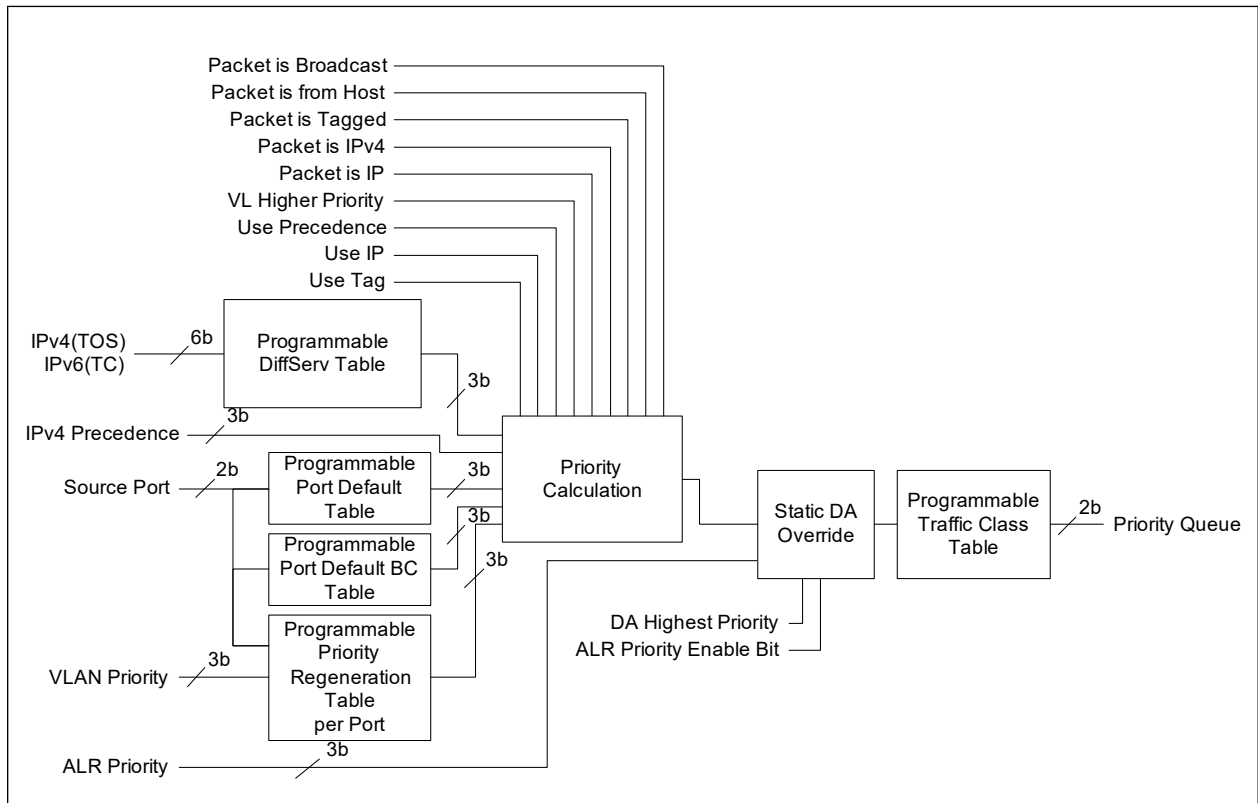 Packet is Broadcast
Packet is from Host
Packet is Tagged
Packet is IPv4
Packet is IP
VL Higher Priority
Use Precedence
Use IP
Use Tag
IPv4(TOS)
IPv6(TC)
6b
Programmable
DiffServ Table
3b
IPv4 Precedence
3b
Source Port
2b
Programmable
Port Default
Table
3b
Programmable
Port Default BC
Table
3b
VLAN Priority
3b
Programmable
Priority
Regeneration
Table
per Port
3b
ALR Priority
3b
Priority
Calculation
Static DA
Override
DA Highest Priority
ALR Priority Enable Bit
Programmable
Traffic Class
Table
2b
Priority Queue